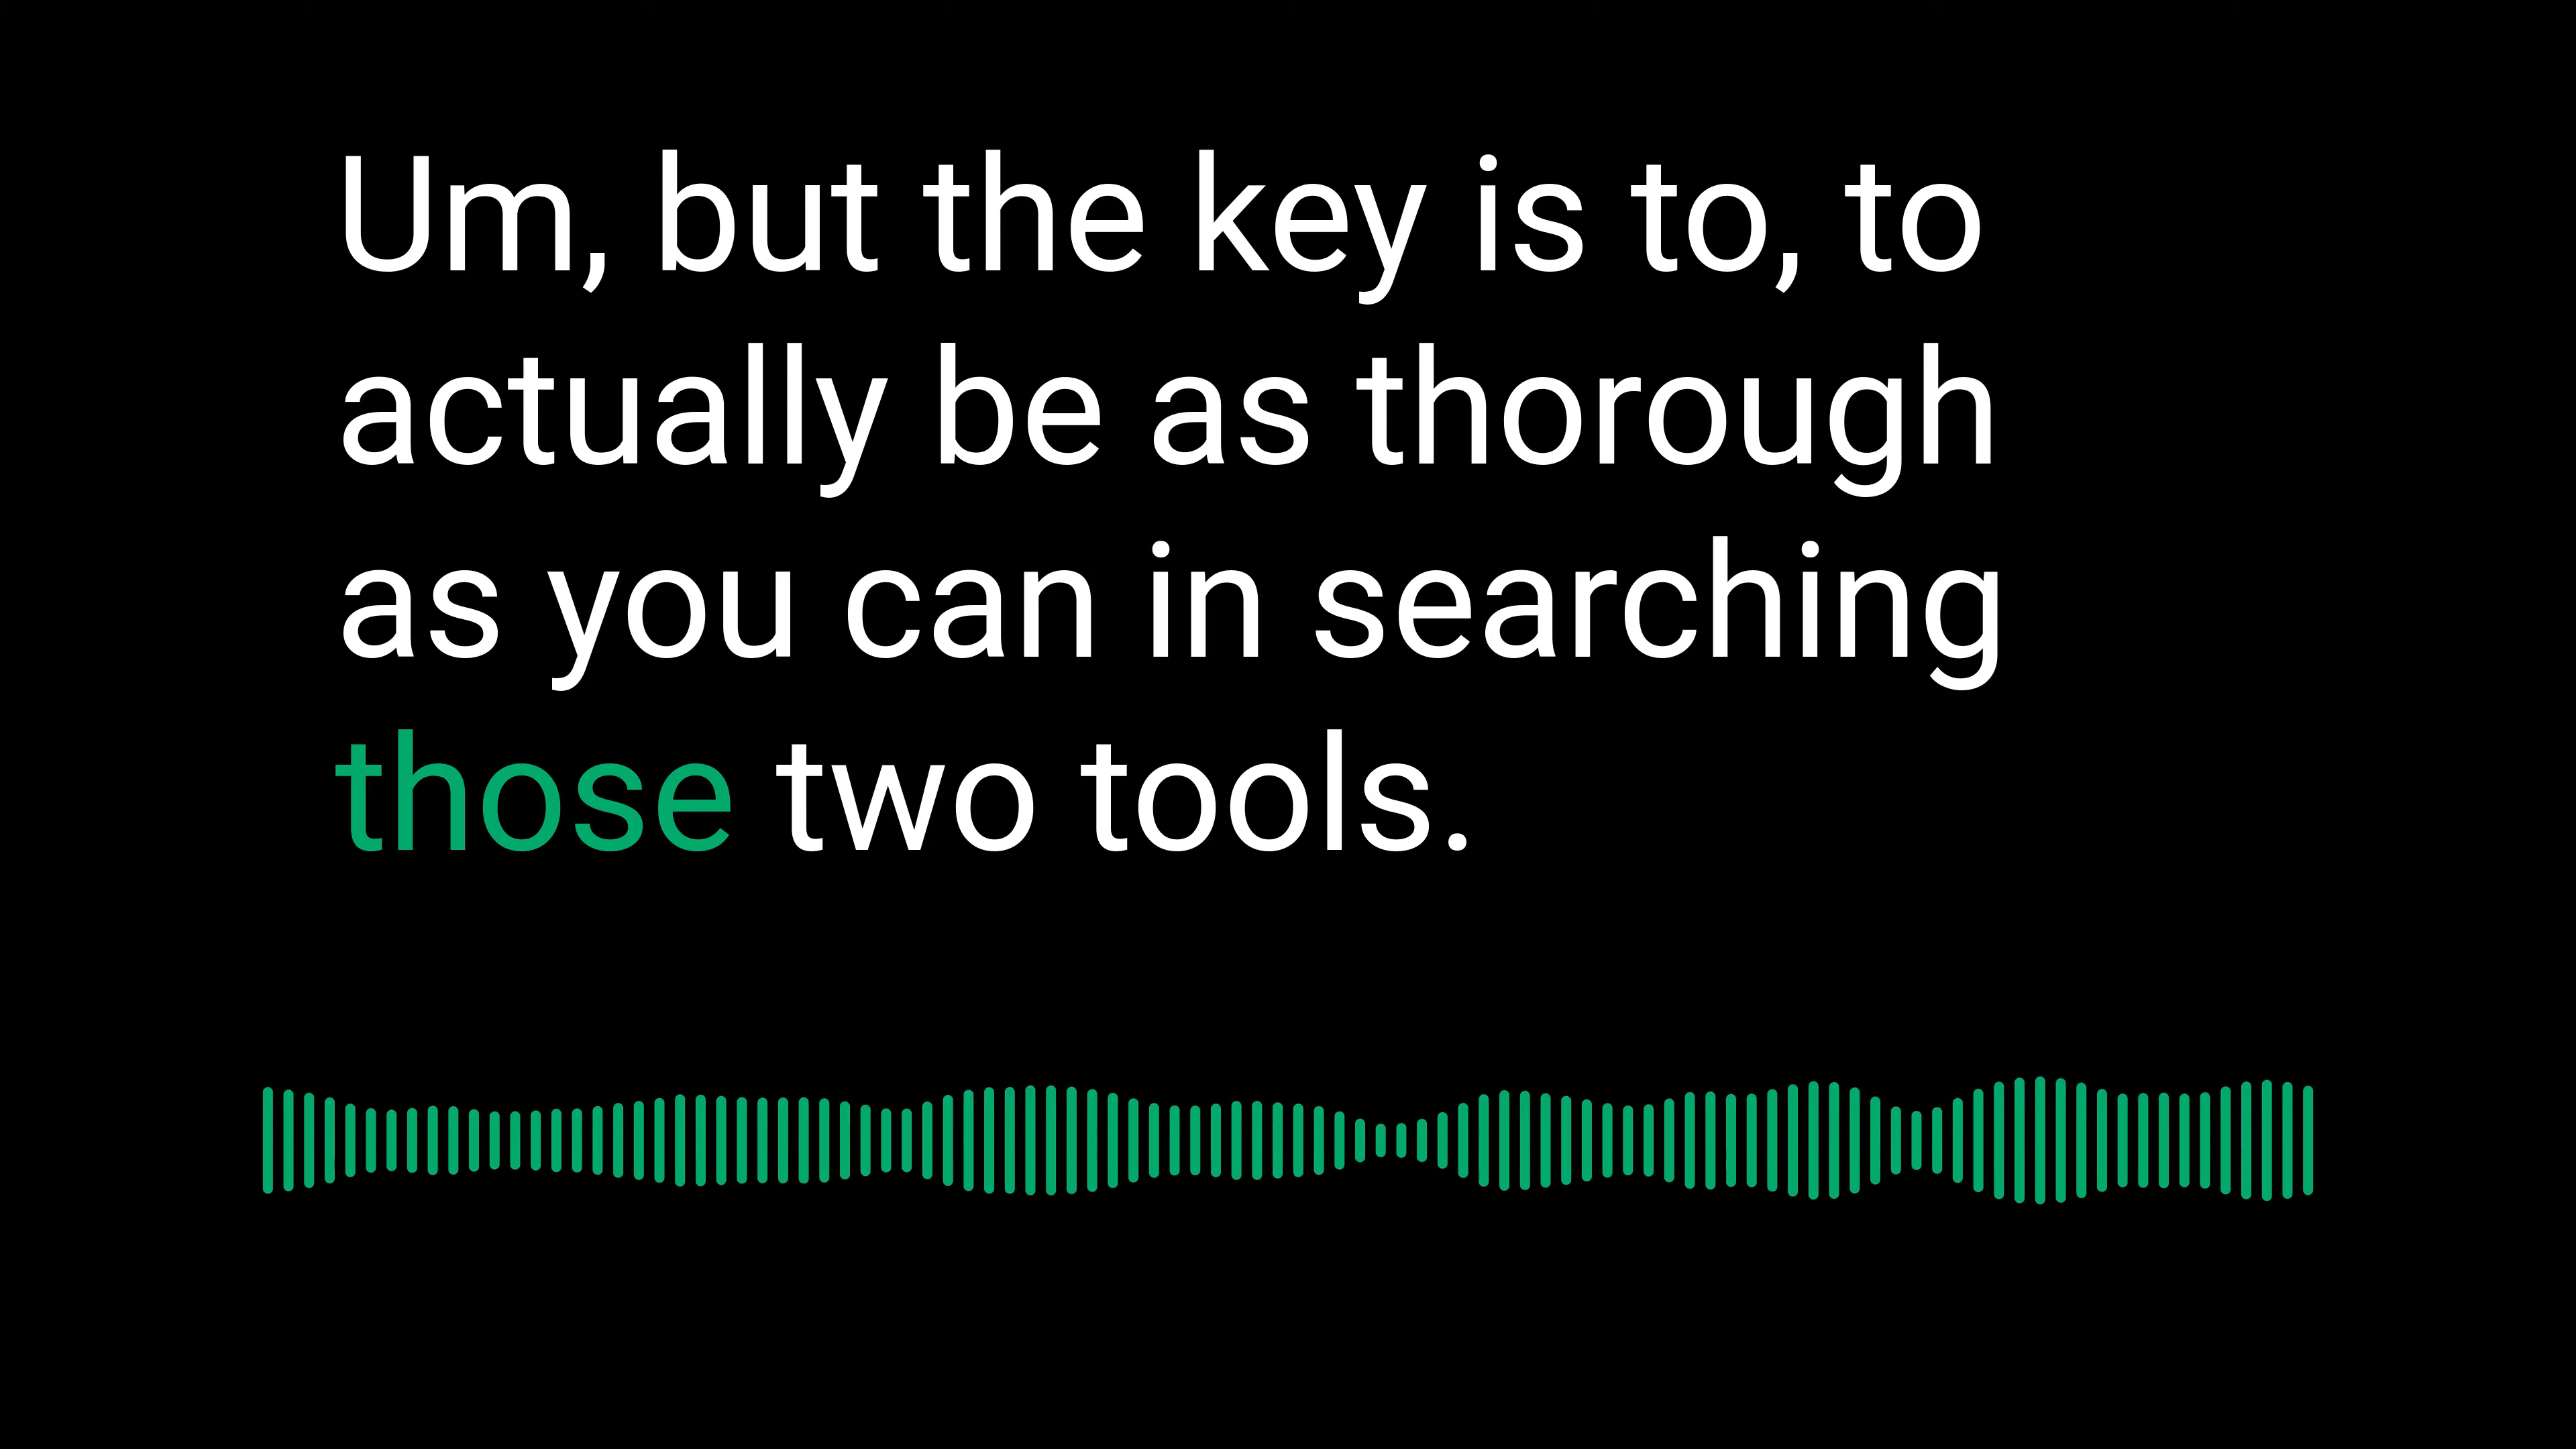 Um, but the key is to, to
actually be as thorough
as you can in searching
those two tools.